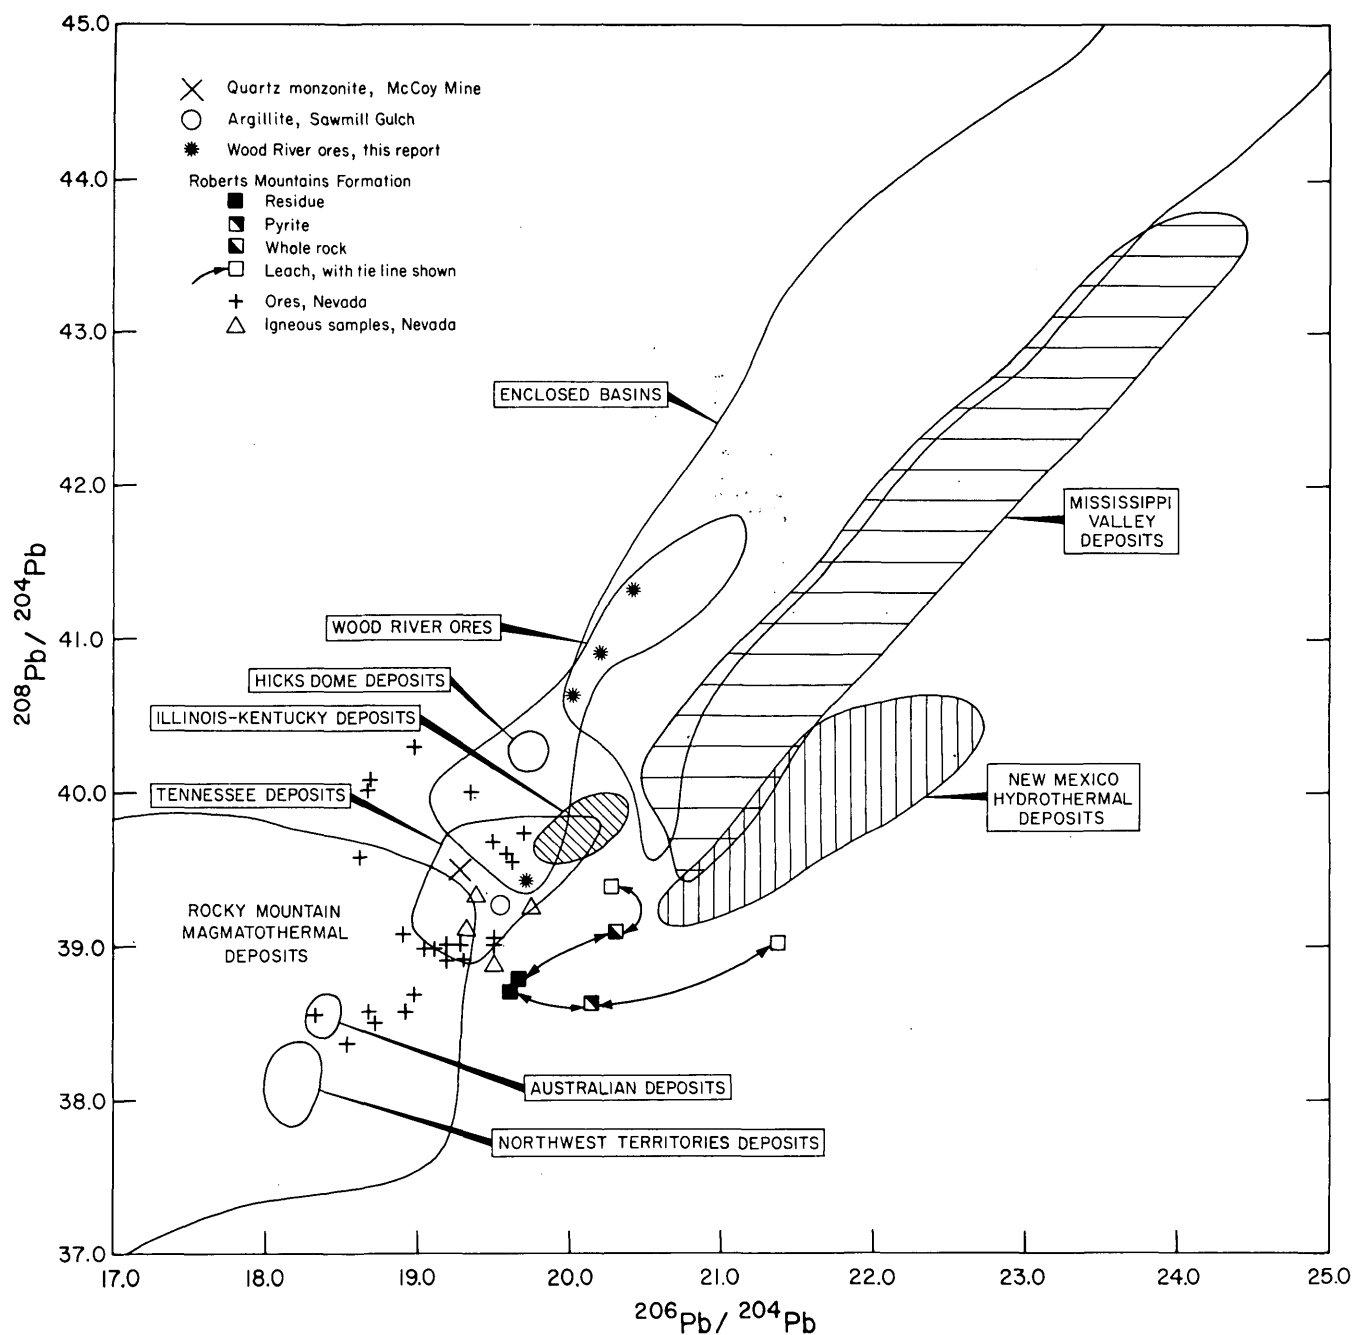 45.0
44.0
43.0
42.0
41.0
40.0
39.0
38.0
37.0
208Pb/ 204Pb
Quartz monzonite, McCoy Mine
Argillite, Sawmill Gulch
Wood River ores, this report
Roberts Mountains Formation
Residue
Pyrite
Whole rock
Leach, with tie line shown
Ores, Nevada
Igneous samples, Nevada
ENCLOSED BASINS
MISSISSIPPI
VALLEY
DEPOSITS
WOOD RIVER ORES
HICKS DOME DEPOSITS
ILLINOIS-KENTUCKY DEPOSITS
TENNESSEE DEPOSITS
NEW MEXICO
HYDROTHERMAL
DEPOSITS
ROCKY MOUNTAIN
MAGMATOTHERMAL
DEPOSITS
AUSTRALIAN DEPOSITS
NORTHWEST TERRITORIES DEPOSITS
17.0 18.0 19.0 20.0 21.0 22.0 23.0 24.0 25.0
206Pb/ 204Pb